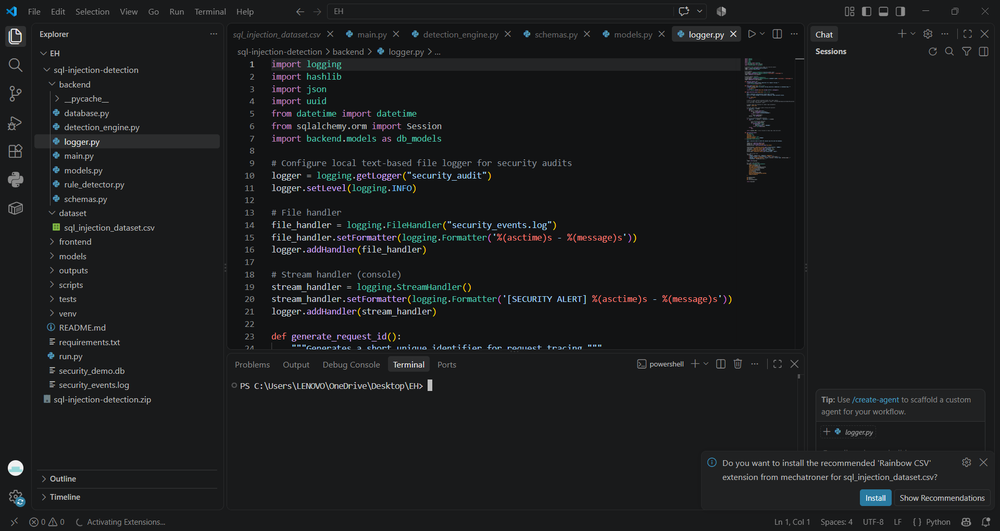 File Edit Selection View Go Run Terminal Help
EH
Explorer
EH
sql-injection-detection
backend
__pycache__
database.py
detection_engine.py
logger.py
main.py
models.py
rule_detector.py
schemas.py
dataset
sql_injection_dataset.csv
frontend
models
outputs
scripts
tests
venv
README.md
requirements.txt
run.py
security_demo.db
security_events.log
sql-injection-detection.zip
Outline
Timeline
sql_injection_dataset.csv main.py detection_engine.py schemas.py models.py logger.py
sql-injection-detection > backend > logger.py > ...
1 import logging
2 import hashlib
3 import json
4 import uuid
5 from datetime import datetime
6 from sqlalchemy.orm import Session
7 import backend.models as db_models
8
9 # Configure local text-based file logger for security audits
10 logger = logging.getLogger("security_audit")
11 logger.setLevel(logging.INFO)
12
13 # File handler
14 file_handler = logging.FileHandler("security_events.log")
15 file_handler.setFormatter(logging.Formatter('%(asctime)s - %(message)s'))
16 logger.addHandler(file_handler)
17
18 # Stream handler (console)
19 stream_handler = logging.StreamHandler()
20 stream_handler.setFormatter(logging.Formatter('[SECURITY ALERT] %(asctime)s - %(message)s'))
21 logger.addHandler(stream_handler)
22
23 def generate_request_id():
24 """Generates a short unique identifier for request tracing."""
Problems Output Debug Console Terminal Ports
powershell
PS C:\Users\LENOVO\OneDrive\Desktop\EH>
Chat
Sessions
Tip: Use /create-agent to scaffold a custom
agent for your workflow.
logger.py
Do you want to install the recommended 'Rainbow CSV'
extension from mechatroner for sql_injection_dataset.csv?
Install Show Recommendations
0 0 Activating Extensions...
Ln 1, Col 1 Spaces: 4 UTF-8 LF { } Python